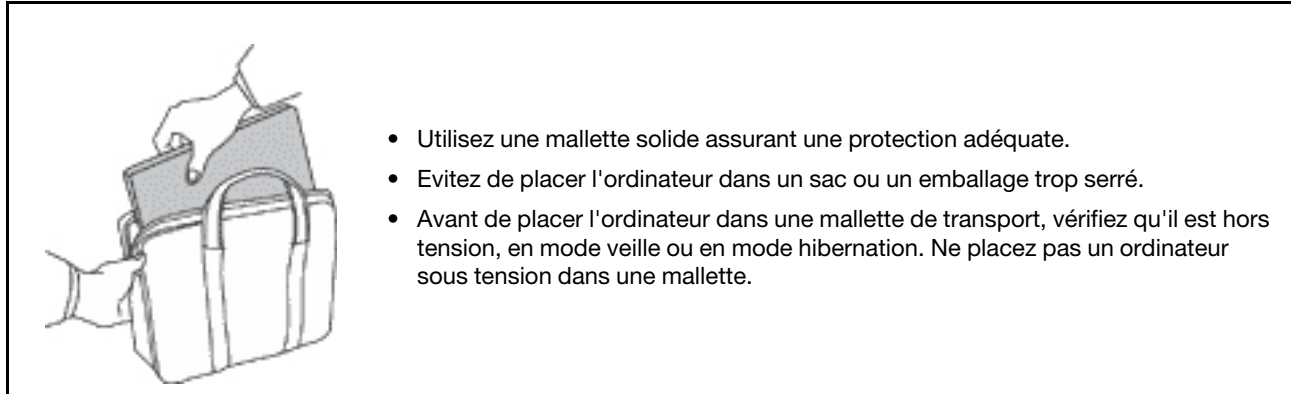 • Utilisez une mallette solide assurant une protection adéquate.
• Evitez de placer l'ordinateur dans un sac ou un emballage trop serré.
• Avant de placer l'ordinateur dans une mallette de transport, vérifiez qu'il est hors
tension, en mode veille ou en mode hibernation. Ne placez pas un ordinateur
sous tension dans une mallette.